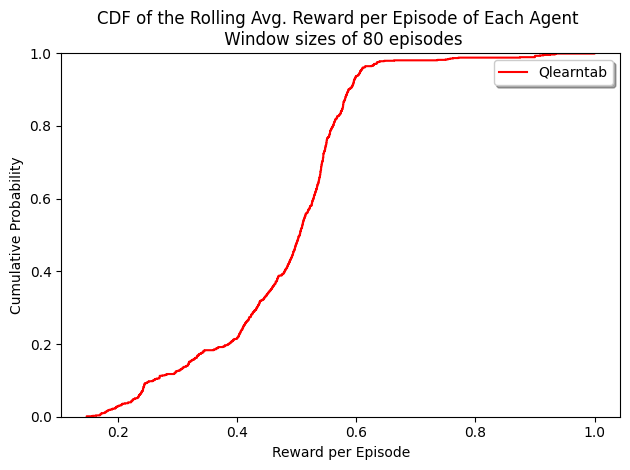 CDF of the Rolling Avg. Reward per Episode of Each Agent
Window sizes of 80 episodes
Qlearntab
1.0
0.8
0.6
0.4
0.2
0.0
Cumulative Probability
0.2 0.4 0.6 0.8 1.0
Reward per Episode